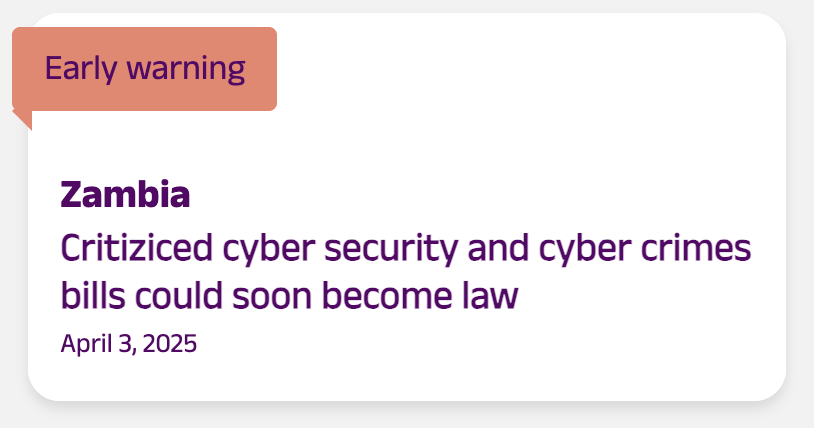 Early warning
Zambia
Critiziced cyber security and cyber crimes
bills could soon become law
April 3, 2025